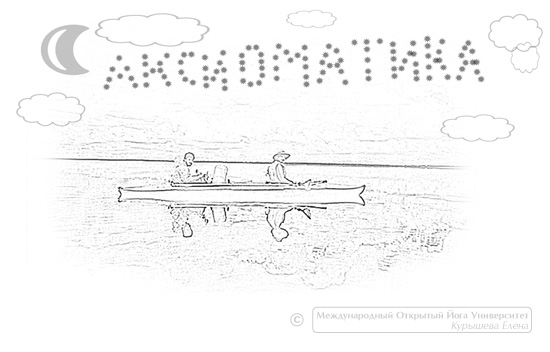 АКСИОМАТИКА
© Международный Открытый Йога Университет
Курышева Елена